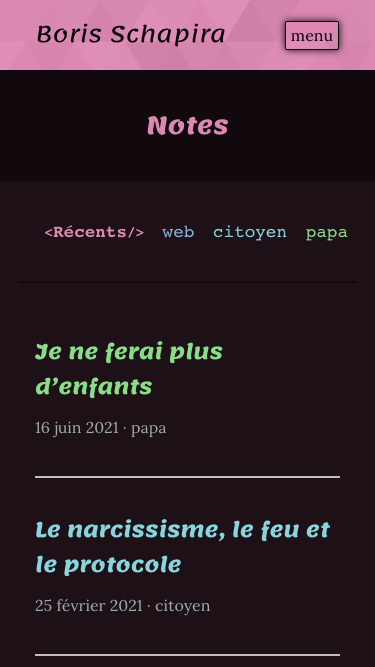 Boris Schapira
menu
Notes
<Récents/> web citoyen papa
Je ne ferai plus
d’enfants
16 juin 2021 · papa
Le narcissisme, le feu et
le protocole
25 février 2021 · citoyen